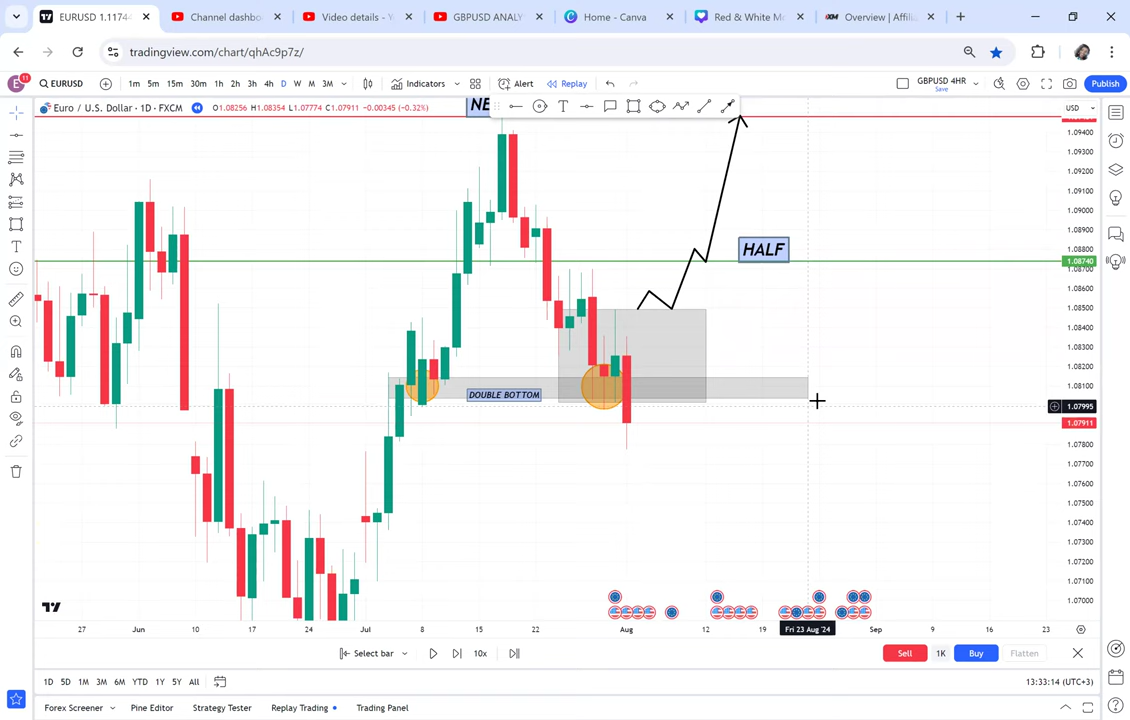 EURUSD 1.1174
Channel dashbo
Video details - Y
GBPUSD ANALY
Home - Canva
Red & White Me
XM Overview | Affilia
tradingview.com/chart/qhAc9p7z/
E 11 EURUSD 1m 5m 15m 30m 1h 2h 3h 4h D W M 3M Indicators Alert Replay GBPUSD 4HR Save Publish
Euro / U.S. Dollar · 1D · FXCM O1.08256 H1.08354 L1.07774 C1.07911 −0.00345 (−0.32%) NE USD
1.09400
1.09300
1.09200
1.09100
1.09000
1.08900
1.08800
HALF
1.08740
1.08700
1.08600
1.08500
1.08400
1.08300
1.08200
1.08100
DOUBLE BOTTOM
1.07995
1.07911
1.07800
1.07700
1.07600
1.07500
1.07400
1.07300
1.07200
1.07100
1.07000
27 Jun 10 17 24 Jul 8 15 22 Aug 12 19 Fri 23 Aug '24 Sep 9 16 23
Select bar 10x Sell 1K Buy Flatten
1D 5D 1M 3M 6M YTD 1Y 5Y All 13:33:14 (UTC+3)
Forex Screener Pine Editor Strategy Tester Replay Trading Trading Panel